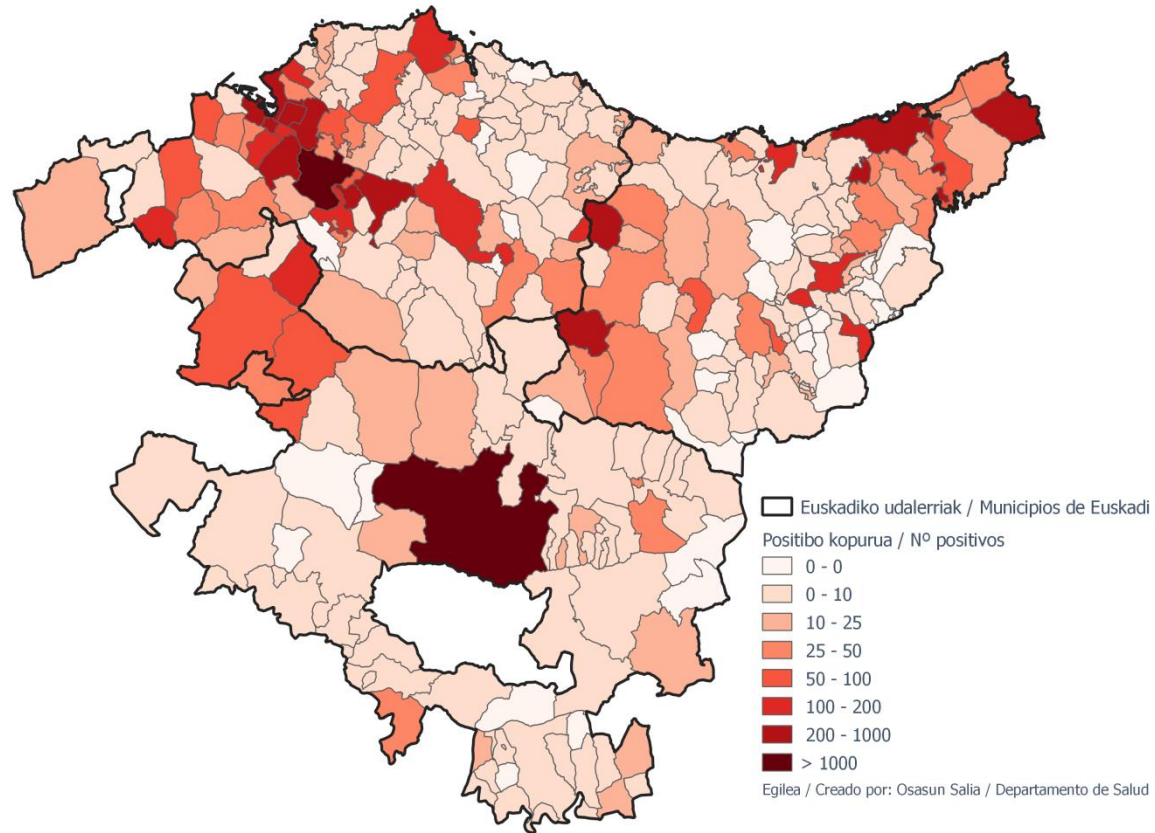 Euskadiko udalerriak / Municipios de Euskadi
Positibo kopurua / Nº positivos
0 - 0
0 - 10
10 - 25
25 - 50
50 - 100
100 - 200
200 - 1000
> 1000
Egilea / Creado por: Osasun Salia / Departamento de Salud